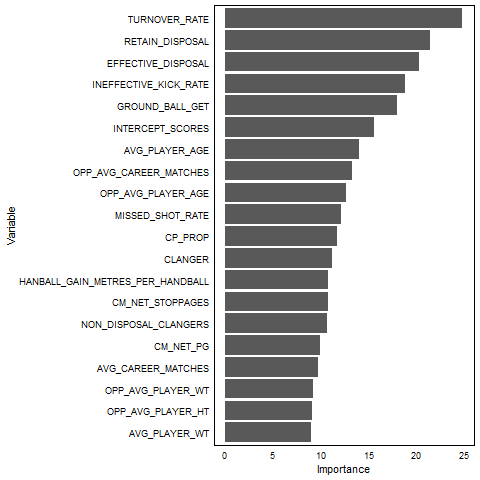 TURNOVER_RATE
RETAIN_DISPOSAL
EFFECTIVE_DISPOSAL
INEFFECTIVE_KICK_RATE
GROUND_BALL_GET
INTERCEPT_SCORES
AVG_PLAYER_AGE
OPP_AVG_CAREER_MATCHES
OPP_AVG_PLAYER_AGE
MISSED_SHOT_RATE
CP_PROP
CLANGER
HANBALL_GAIN_METRES_PER_HANDBALL
CM_NET_STOPPAGES
NON_DISPOSAL_CLANGERS
CM_NET_PG
AVG_CAREER_MATCHES
OPP_AVG_PLAYER_WT
OPP_AVG_PLAYER_HT
AVG_PLAYER_WT
Variable
0 5 10 15 20 25
Importance